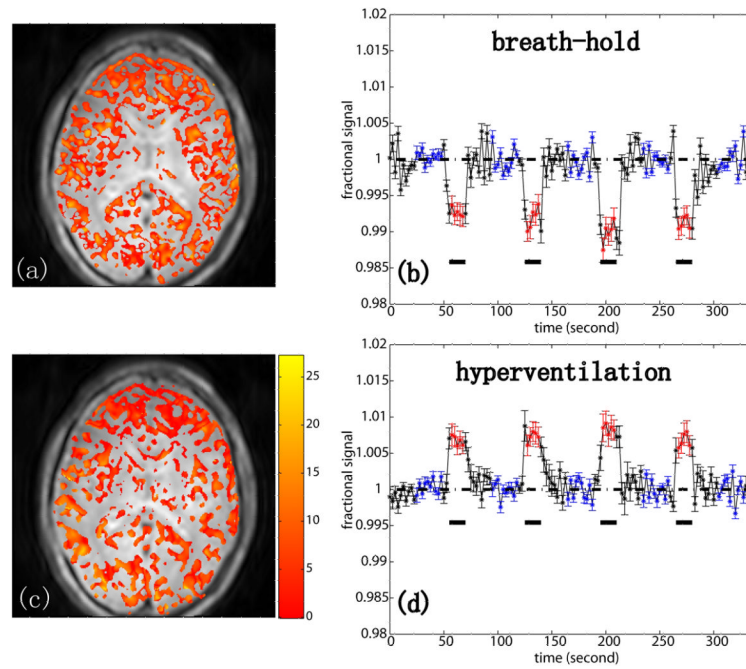 (a)
1.02
1.015
1.01
1.005
1
0.995
0.99
0.985
0.98
fractional signal
breath-hold
(b)
0 50 100 150 200 250 300
time (second)
(c)
25
20
15
10
5
0
1.02
1.015
1.01
1.005
1
0.995
0.99
0.985
0.98
fractional signal
hyperventilation
(d)
0 50 100 150 200 250 300
time (second)